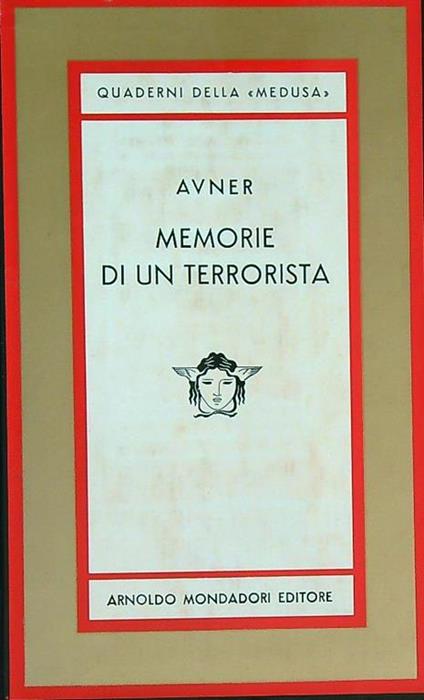 QUADERNI DELLA «MEDUSA»
AVNER
MEMORIE
DI UN TERRORISTA
ARNOLDO MONDADORI EDITORE